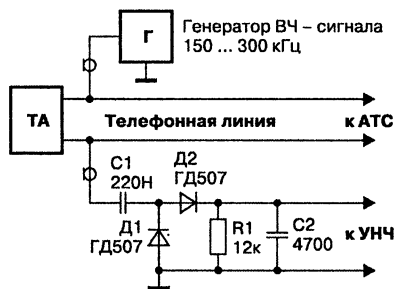 Г
Генератор ВЧ – сигнала
150 ... 300 кГц
ТА
Телефонная линия
к АТС
С1
220Н
Д2
ГД507
Д1
ГД507
R1
12к
С2
4700
к УНЧ